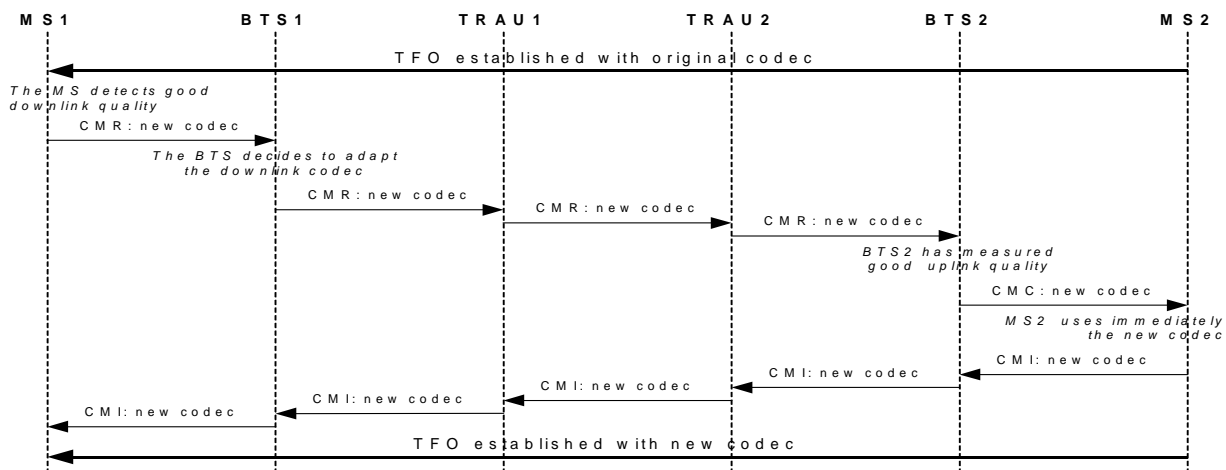 MS1 BTS1 TRAU1 TRAU2 BTS2 MS2
TFO established with original codec
The MS detects good
downlink quality
CMR: new codec
The BTS decides to adapt
the downlink codec
CMR: new codec
CMR: new codec
CMR: new codec
BTS2 has measured
good uplink quality
CMC: new codec
MS2 uses immediately
the new codec
CMI: new codec
CMI: new codec
CMI: new codec
CMI: new codec
CMI: new codec
TFO established with new codec